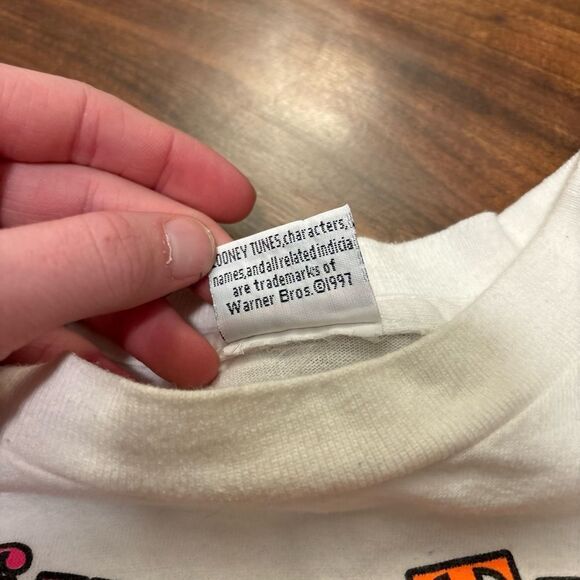 LOONEY TUNES,characters,
names,and all related indicia
are trademarks of
Warner Bros.©1997